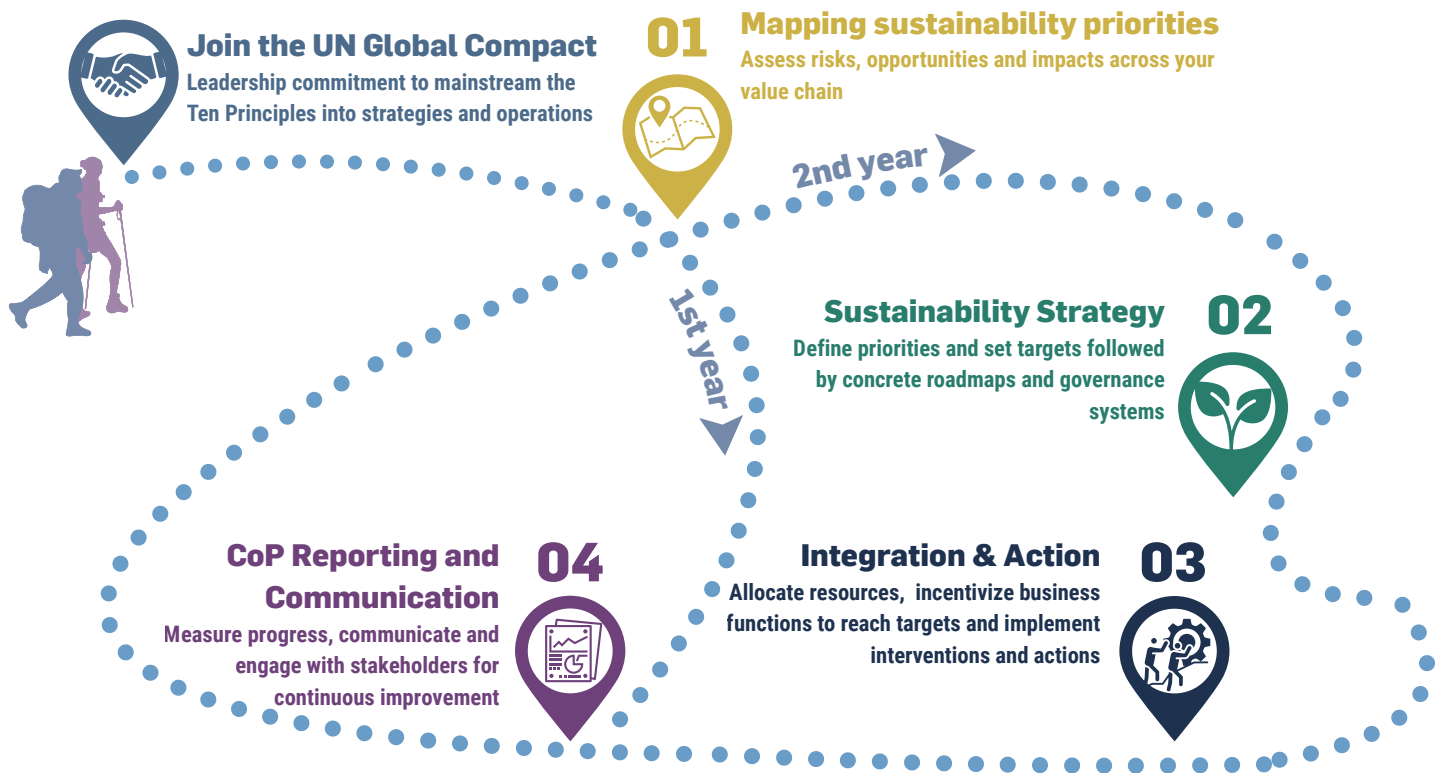 Join the UN Global Compact
Leadership commitment to mainstream the
Ten Principles into strategies and operations
01
Mapping sustainability priorities
Assess risks, opportunities and impacts across your
value chain
2nd year
1st year
Sustainability Strategy
02
Define priorities and set targets followed
by concrete roadmaps and governance
systems
CoP Reporting and
Communication
04
Measure progress, communicate and
engage with stakeholders for
continuous improvement
Integration & Action
03
Allocate resources,  incentivize business
functions to reach targets and implement
interventions and actions